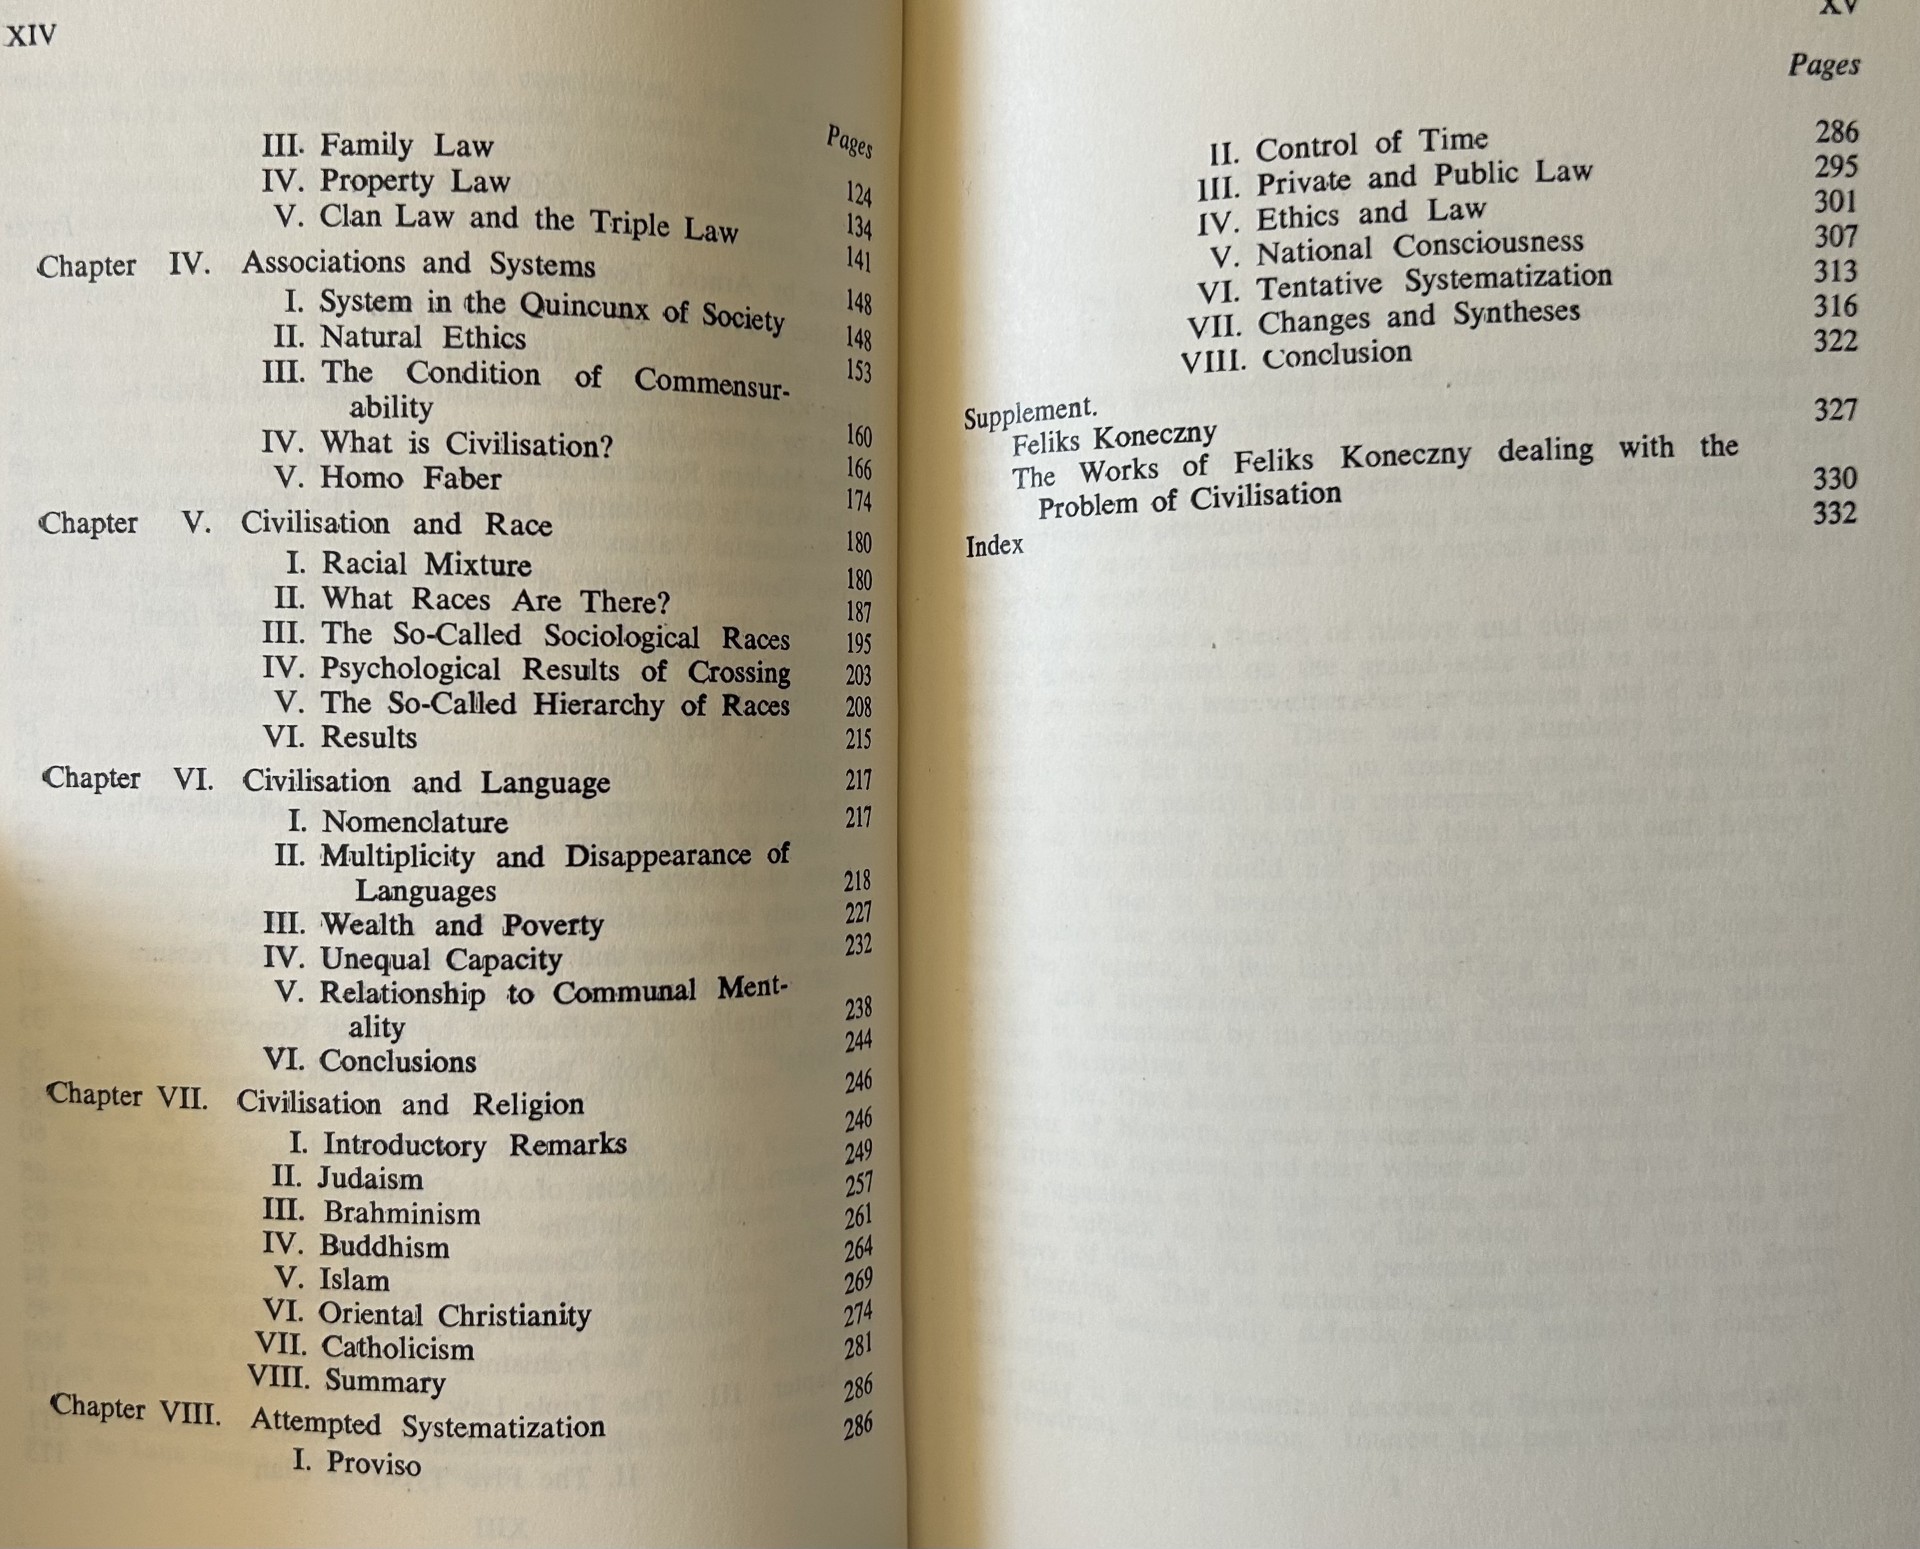 XIV
Pages
III. Family Law 124
IV. Property Law 134
V. Clan Law and the Triple Law 141
Chapter IV. Associations and Systems 148
I. System in the Quincunx of Society 148
II. Natural Ethics 153
III. The Condition of Commensur-
ability 160
IV. What is Civilisation? 166
V. Homo Faber 174
Chapter V. Civilisation and Race 180
I. Racial Mixture 180
II. What Races Are There? 187
III. The So-Called Sociological Races 195
IV. Psychological Results of Crossing 203
V. The So-Called Hierarchy of Races 208
VI. Results 215
Chapter VI. Civilisation and Language 217
I. Nomenclature 217
II. Multiplicity and Disappearance of
Languages 218
III. Wealth and Poverty 227
IV. Unequal Capacity 232
V. Relationship to Communal Ment-
ality 238
VI. Conclusions 244
Chapter VII. Civilisation and Religion 246
I. Introductory Remarks 246
II. Judaism 249
III. Brahminism 257
IV. Buddhism 261
V. Islam 264
VI. Oriental Christianity 269
VII. Catholicism 274
VIII. Summary 281
Chapter VIII. Attempted Systematization 286
I. Proviso 286
XV
Pages
II. Control of Time 286
III. Private and Public Law 295
IV. Ethics and Law 301
V. National Consciousness 307
VI. Tentative Systematization 313
VII. Changes and Syntheses 316
VIII. Conclusion 322
Supplement.
Feliks Koneczny 327
The Works of Feliks Koneczny dealing with the
Problem of Civilisation 330
Index 332